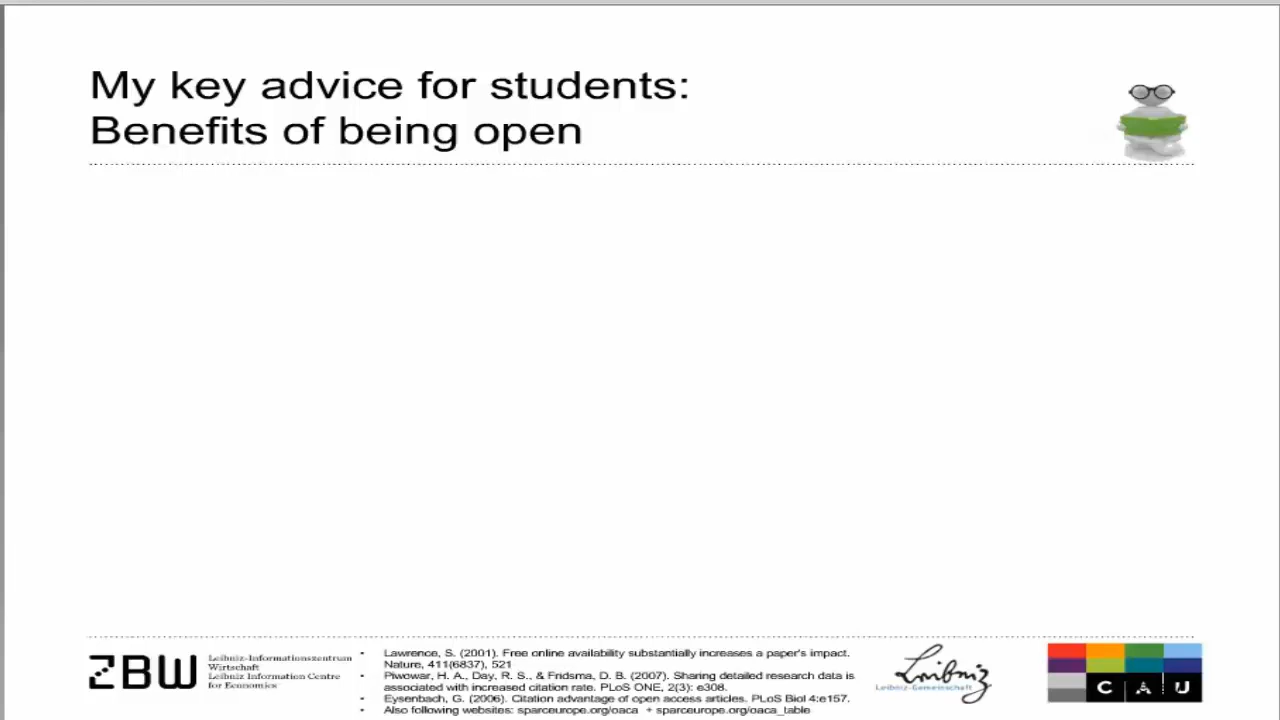 My key advice for students:
Benefits of being open
ZBW
Leibniz-Informationszentrum
Wirtschaft
Leibniz Information Centre
for Economics
• Lawrence, S. (2001). Free online availability substantially increases a paper's impact.
Nature, 411(6837), 521
• Piwowar, H. A., Day, R. S., & Fridsma, D. B. (2007). Sharing detailed research data is
associated with increased citation rate. PLoS ONE, 2(3): e308.
• Eysenbach, G. (2006). Citation advantage of open access articles. PLoS Biol 4:e157.
• Also following websites: sparceurope.org/oaca + sparceurope.org/oaca_table
Leibniz
Leibniz-Gemeinschaft
C A U